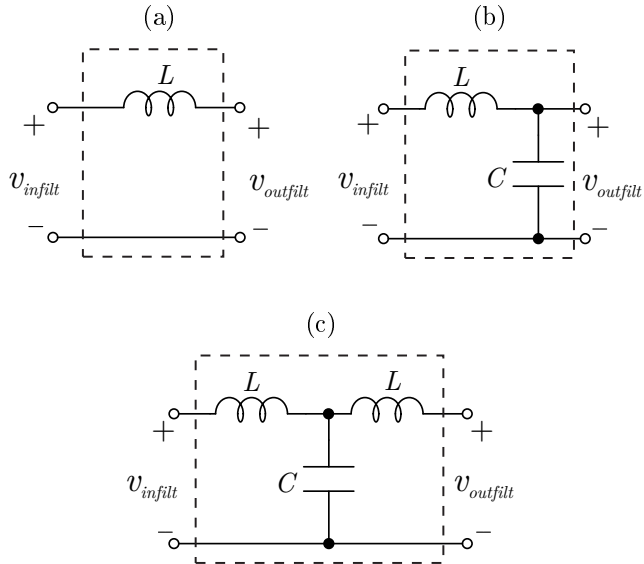 (a)
L
+ +
v_infilt v_outfilt
− −
(b)
L
+ +
v_infilt C v_outfilt
− −
(c)
L L
+ +
v_infilt C v_outfilt
− −